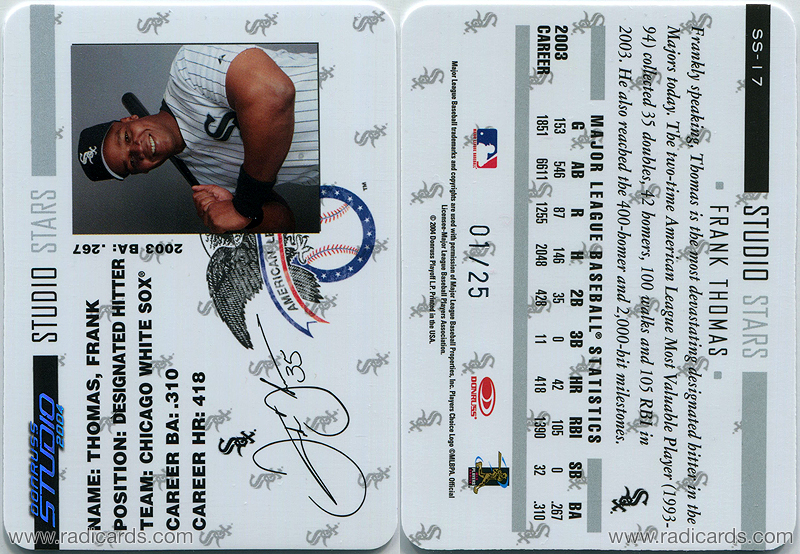 STUDIO STARS
2003 BA: .267
NAME: THOMAS, FRANK
POSITION: DESIGNATED HITTER
TEAM: CHICAGO WHITE SOX®
CAREER BA: .310
CAREER HR: 418
DONRUSS
STUDIO
2004
AMERICAN LE
35
Sox
www.radicards.com
SS-17
STUDIO STARS
FRANK THOMAS
Frankly speaking, Thomas is the most devastating designated hitter in the
Majors today. The two-time American League Most Valuable Player (1993-
94) collected 35 doubles, 42 homers, 100 walks and 105 RBI in
2003. He also reached the 400-homer and 2,000-hit milestones.
MAJOR LEAGUE BASEBALL® STATISTICS
G AB R H 2B 3B HR RBI SB BA
2003 153 546 87 146 35 0 42 105 0 .267
CAREER 1851 6611 1255 2048 428 11 418 1390 32 .310
01/25
DONRUSS
Major League Baseball trademarks and copyrights are used with permission of Major League Baseball Properties, Inc. Players Choice Logo ©MLBPA. Official
Licensee-Major League Baseball Players Association.
© 2004 Donruss Playoff L.P. Printed in the USA.
www.radicards.com